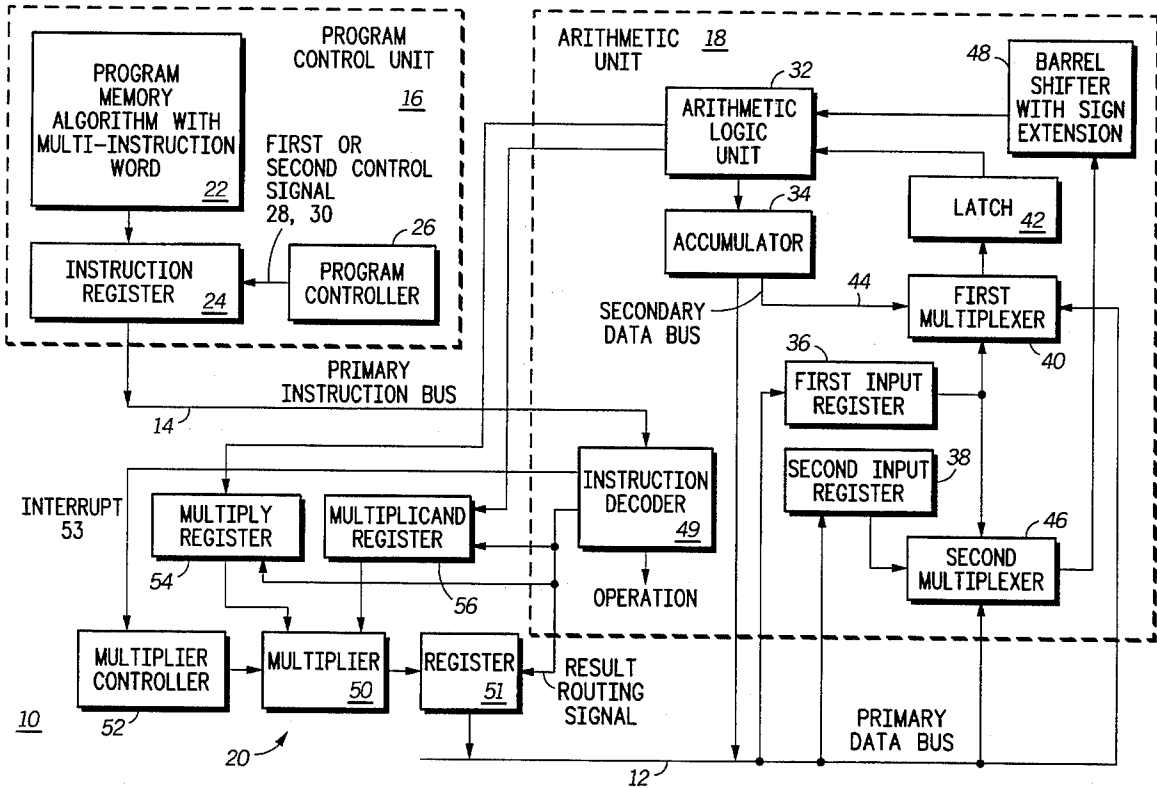 PROGRAM
CONTROL UNIT
16
PROGRAM
MEMORY
ALGORITHM WITH
MULTI-INSTRUCTION
WORD
22
FIRST OR
SECOND CONTROL
SIGNAL
28, 30
INSTRUCTION
REGISTER
24
26
PROGRAM
CONTROLLER
ARITHMETIC 18
UNIT
32
ARITHMETIC
LOGIC
UNIT
48
BARREL
SHIFTER
WITH SIGN
EXTENSION
34
ACCUMULATOR
LATCH
42
SECONDARY
DATA BUS
44
FIRST
MULTIPLEXER
40
36
FIRST INPUT
REGISTER
SECOND INPUT
REGISTER
38
46
SECOND
MULTIPLEXER
PRIMARY
INSTRUCTION BUS
14
INSTRUCTION
DECODER
49
OPERATION
INTERRUPT
53
MULTIPLY
REGISTER
54
MULTIPLICAND
REGISTER
56
MULTIPLIER
CONTROLLER
52
MULTIPLIER
50
REGISTER
51
RESULT
ROUTING
SIGNAL
10
20
PRIMARY
DATA BUS
12